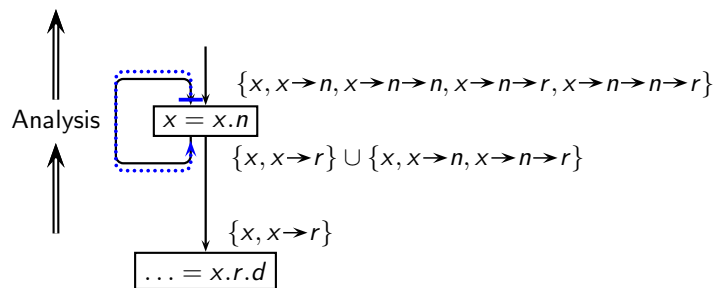 {x, x→n, x→n→n, x→n→r, x→n→n→r}
Analysis
x = x.n
{x, x→r} ∪ {x, x→n, x→n→r}
{x, x→r}
... = x.r.d